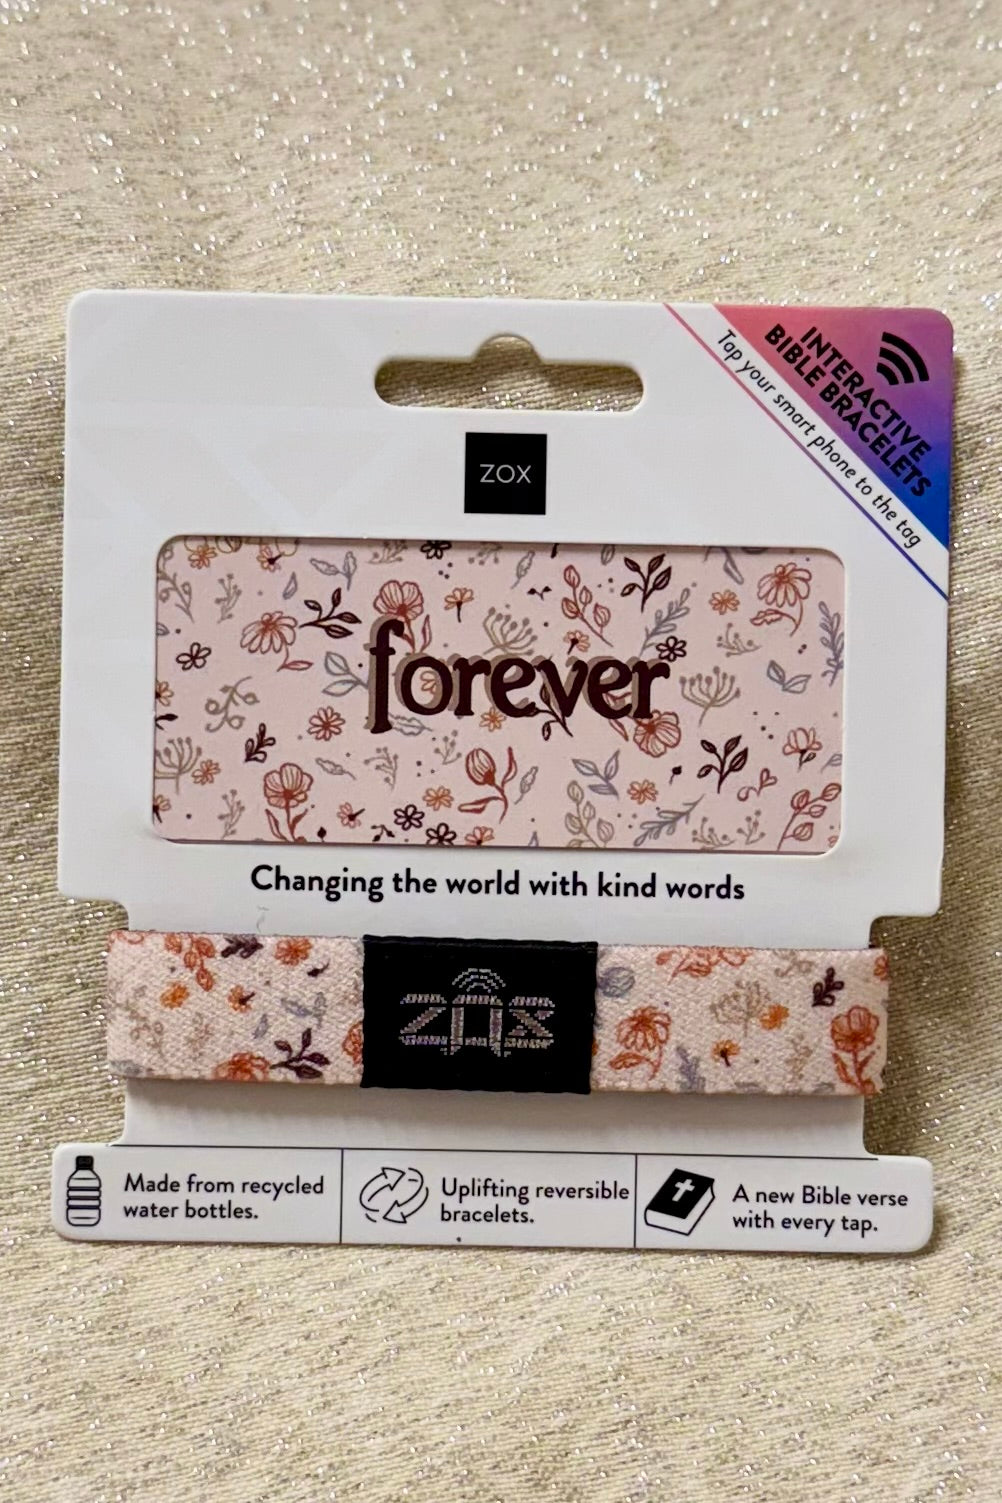 INTERACTIVE
BIBLE BRACELETS
Tap your smart phone to the tag
ZOX
forever
Changing the world with kind words
ZOX
Made from recycled
water bottles.
Uplifting reversible
bracelets.
A new Bible verse
with every tap.